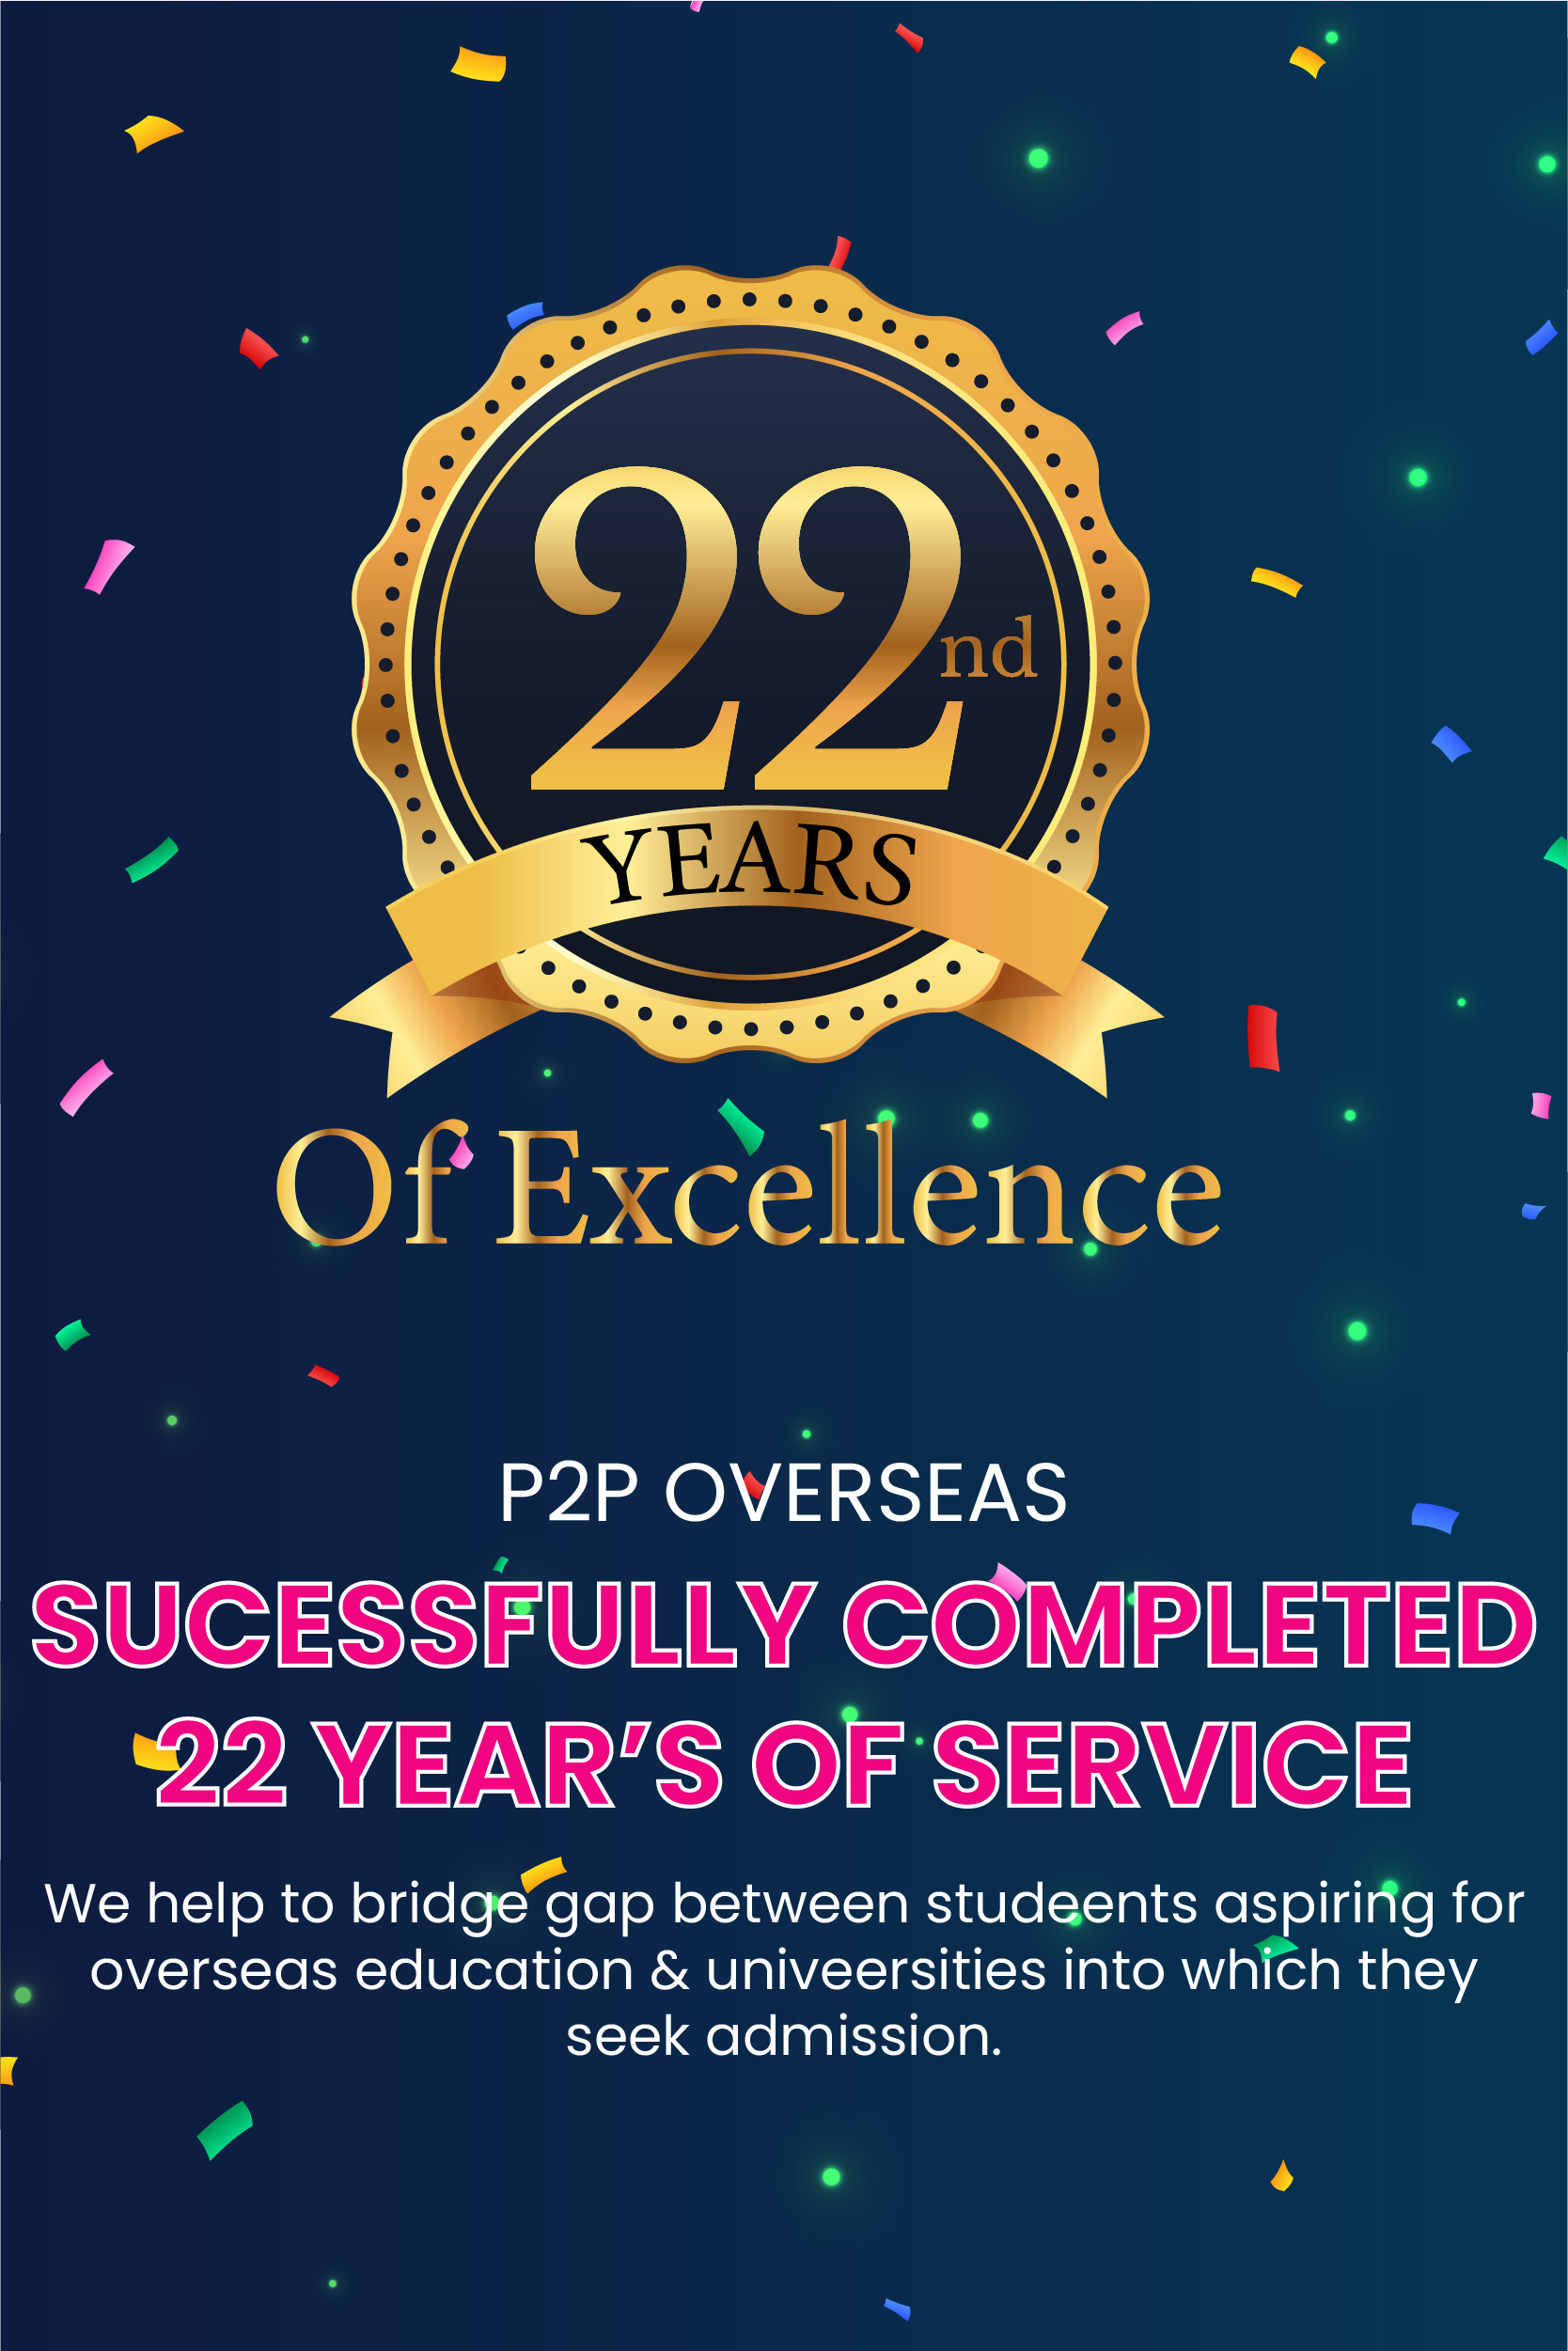 22nd
YEARS
Of Excellence
P2P OVERSEAS
SUCESSFULLY COMPLETED
22 YEAR’S OF SERVICE
We help to bridge gap between studeents aspiring for
overseas education & univeersities into which they
seek admission.